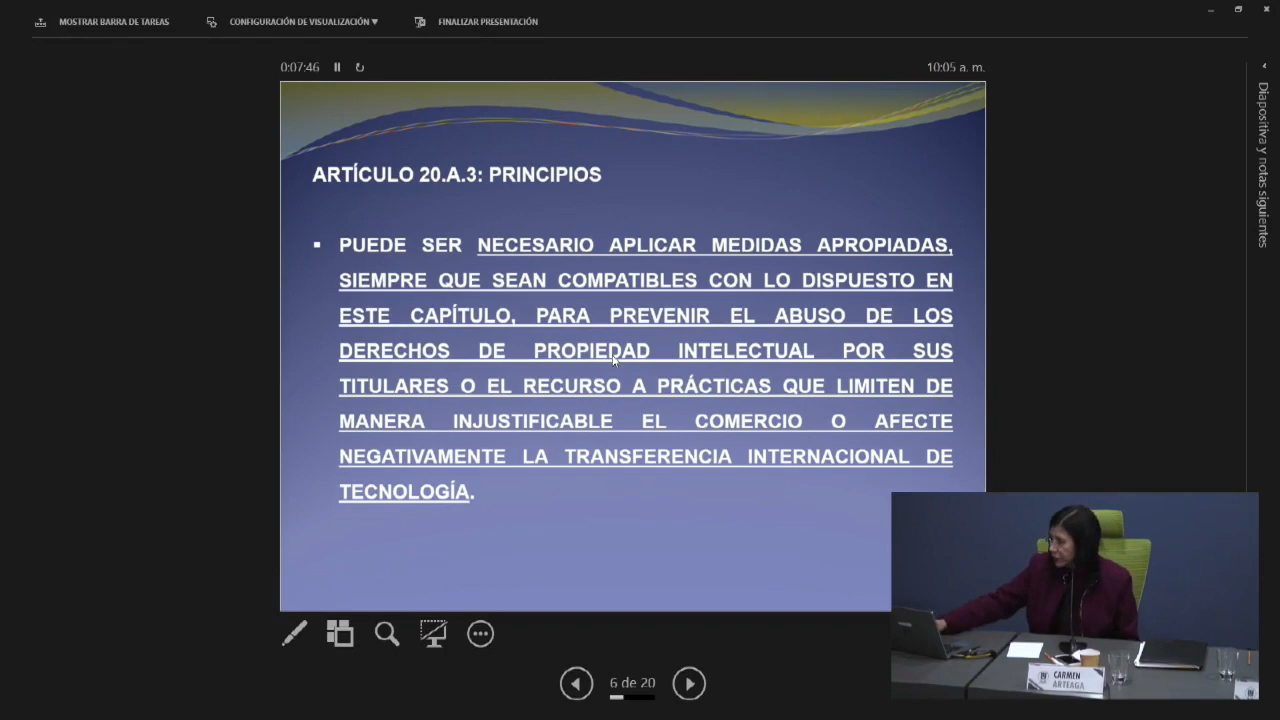 MOSTRAR BARRA DE TAREAS
CONFIGURACIÓN DE VISUALIZACIÓN ▼
FINALIZAR PRESENTACIÓN
0:07:46
10:05 a. m.
Diapositiva y notas siguientes
ARTÍCULO 20.A.3: PRINCIPIOS
▪ PUEDE SER NECESARIO APLICAR MEDIDAS APROPIADAS,
SIEMPRE QUE SEAN COMPATIBLES CON LO DISPUESTO EN
ESTE CAPÍTULO, PARA PREVENIR EL ABUSO DE LOS
DERECHOS DE PROPIEDAD INTELECTUAL POR SUS
TITULARES O EL RECURSO A PRÁCTICAS QUE LIMITEN DE
MANERA INJUSTIFICABLE EL COMERCIO O AFECTE
NEGATIVAMENTE LA TRANSFERENCIA INTERNACIONAL DE
TECNOLOGÍA.
6 de 20
CARMEN
ARTEAGA